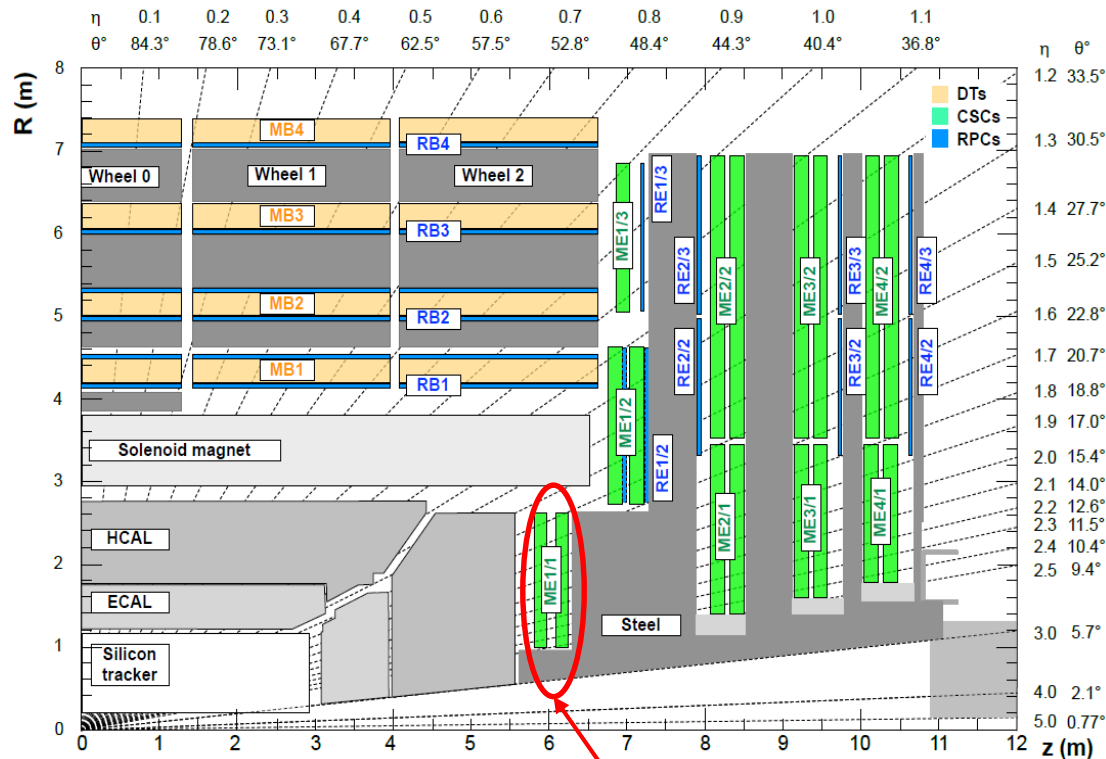 η 0.1 0.2 0.3 0.4 0.5 0.6 0.7 0.8 0.9 1.0 1.1
θ° 84.3° 78.6° 73.1° 67.7° 62.5° 57.5° 52.8° 48.4° 44.3° 40.4° 36.8° η θ°
R (m)
8
7
6
5
4
3
2
1
0
1.2 33.5°
1.3 30.5°
1.4 27.7°
1.5 25.2°
1.6 22.8°
1.7 20.7°
1.8 18.8°
1.9 17.0°
2.0 15.4°
2.1 14.0°
2.2 12.6°
2.3 11.5°
2.4 10.4°
2.5 9.4°
3.0 5.7°
4.0 2.1°
5.0 0.77°
DTs
CSCs
RPCs
MB4
RB4
Wheel 0
Wheel 1
Wheel 2
MB3
RB3
MB2
RB2
MB1
RB1
Solenoid magnet
HCAL
ECAL
Silicon
tracker
Steel
ME1/3
RE1/3
ME1/2
RE1/2
ME1/1
RE2/3
RE2/2
ME2/2
ME2/1
ME3/2
ME3/1
RE3/3
RE3/2
ME4/2
ME4/1
RE4/3
RE4/2
0 1 2 3 4 5 6 7 8 9 10 11 12
z (m)